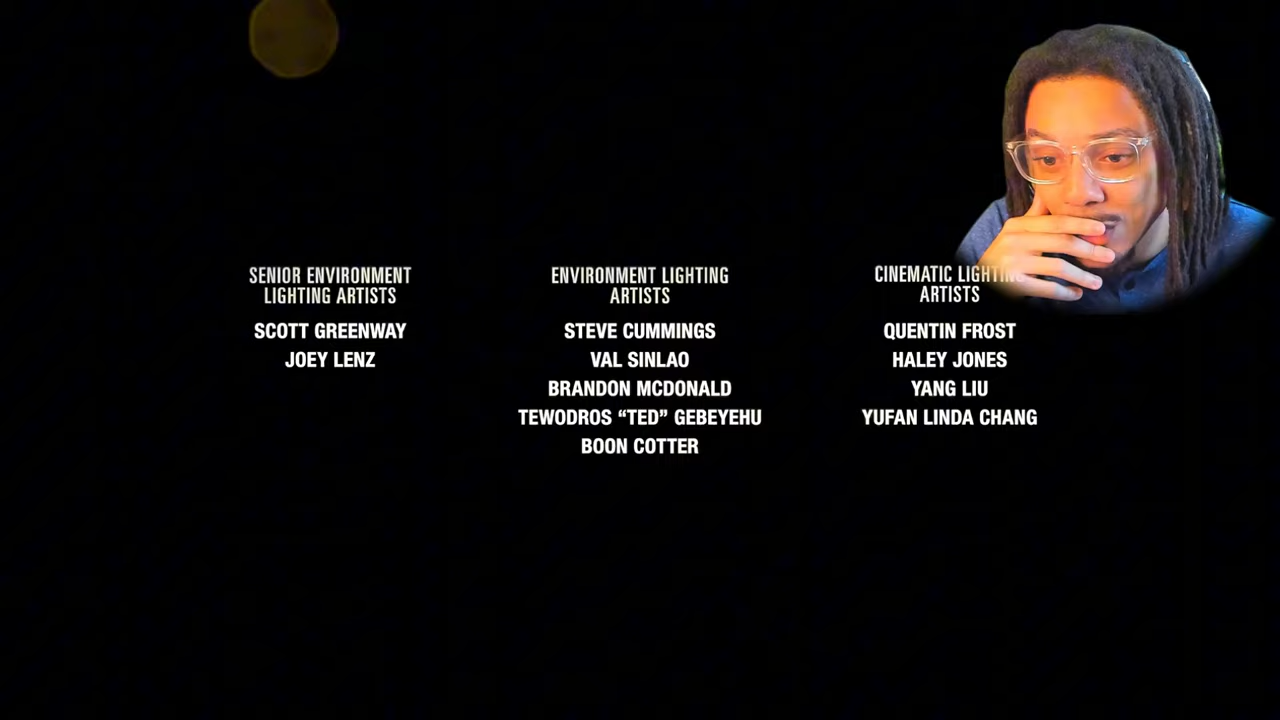 SENIOR ENVIRONMENT
LIGHTING ARTISTS
SCOTT GREENWAY
JOEY LENZ
ENVIRONMENT LIGHTING
ARTISTS
STEVE CUMMINGS
VAL SINLAO
BRANDON MCDONALD
TEWODROS “TED” GEBEYEHU
BOON COTTER
CINEMATIC LIGHTING
ARTISTS
QUENTIN FROST
HALEY JONES
YANG LIU
YUFAN LINDA CHANG